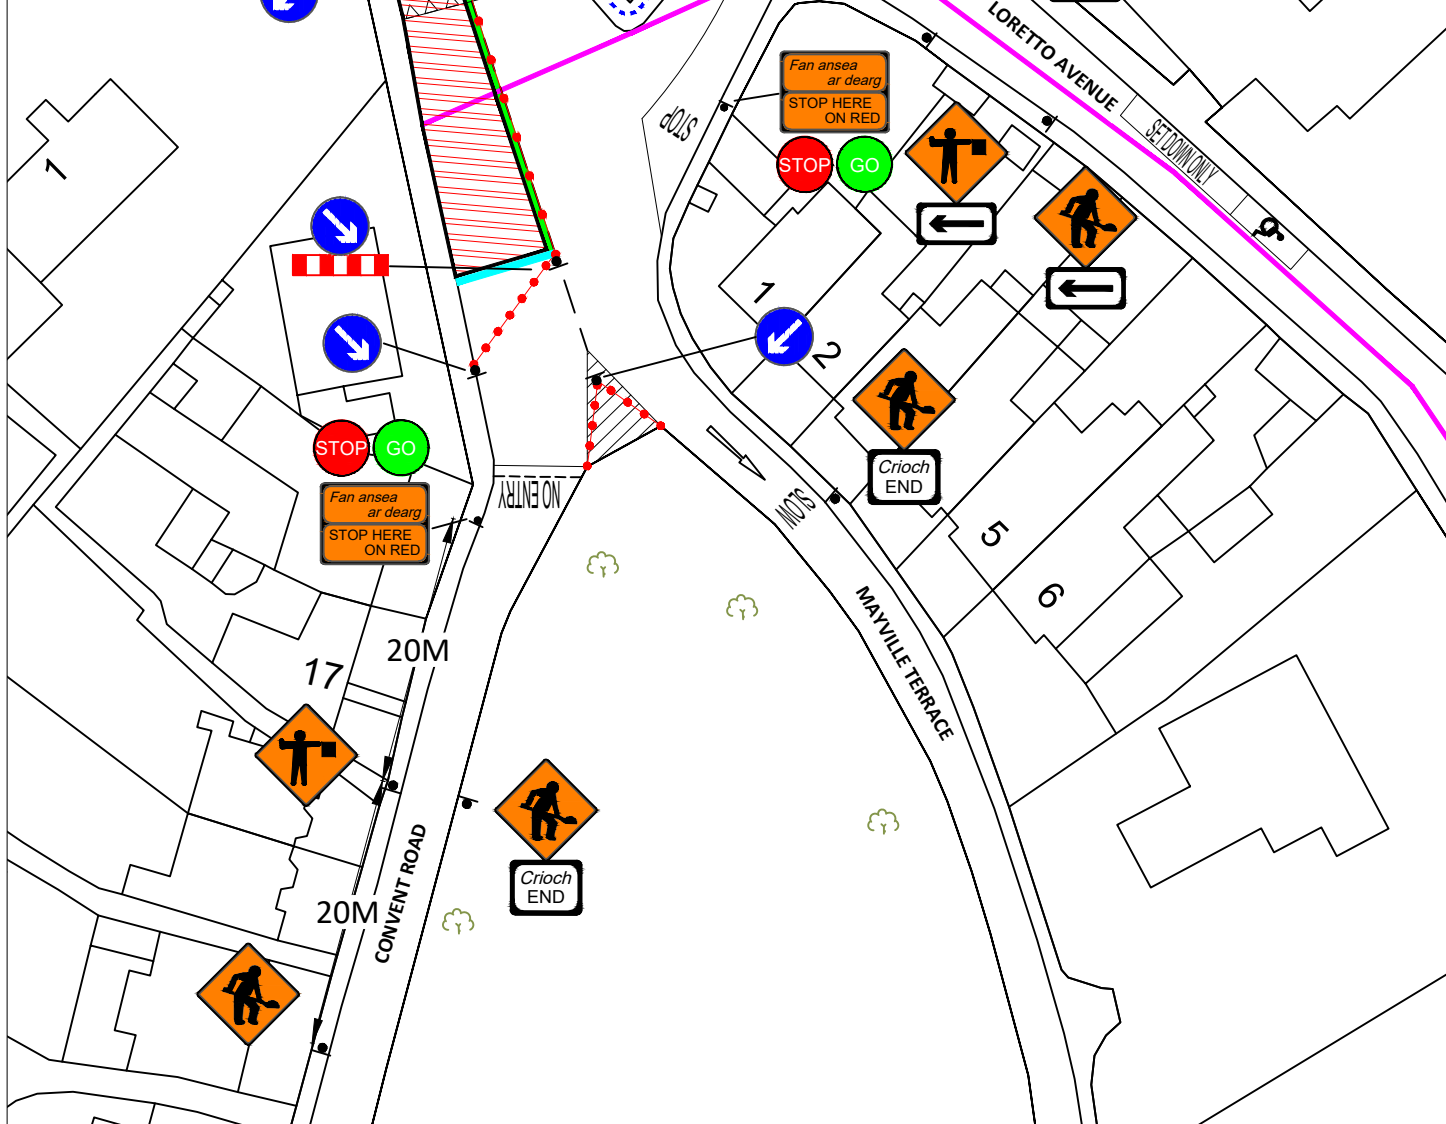 LORETTO AVENUE
SETDOWN ONLY
STOP
Fan ansea
ar dearg
STOP HERE
ON RED
STOP
GO
1
1
2
STOP
GO
Crioch
END
Fan ansea
ar dearg
STOP HERE
ON RED
NO ENTRY
SLOW
5
6
MAYVILLE TERRACE
20M
17
Crioch
END
CONVENT ROAD
20M